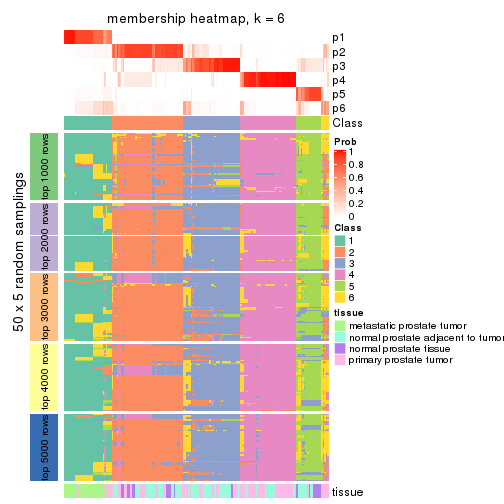 membership heatmap, k = 6
p1
p2
p3
p4
p5
p6
Class
50 x 5 random samplings
top 1000 rows
top 2000 rows
top 3000 rows
top 4000 rows
top 5000 rows
Prob
1
0.8
0.6
0.4
0.2
0
Class
1
2
3
4
5
6
tissue
metastatic prostate tumor
normal prostate adjacent to tumor
normal prostate tissue
primary prostate tumor
tissue